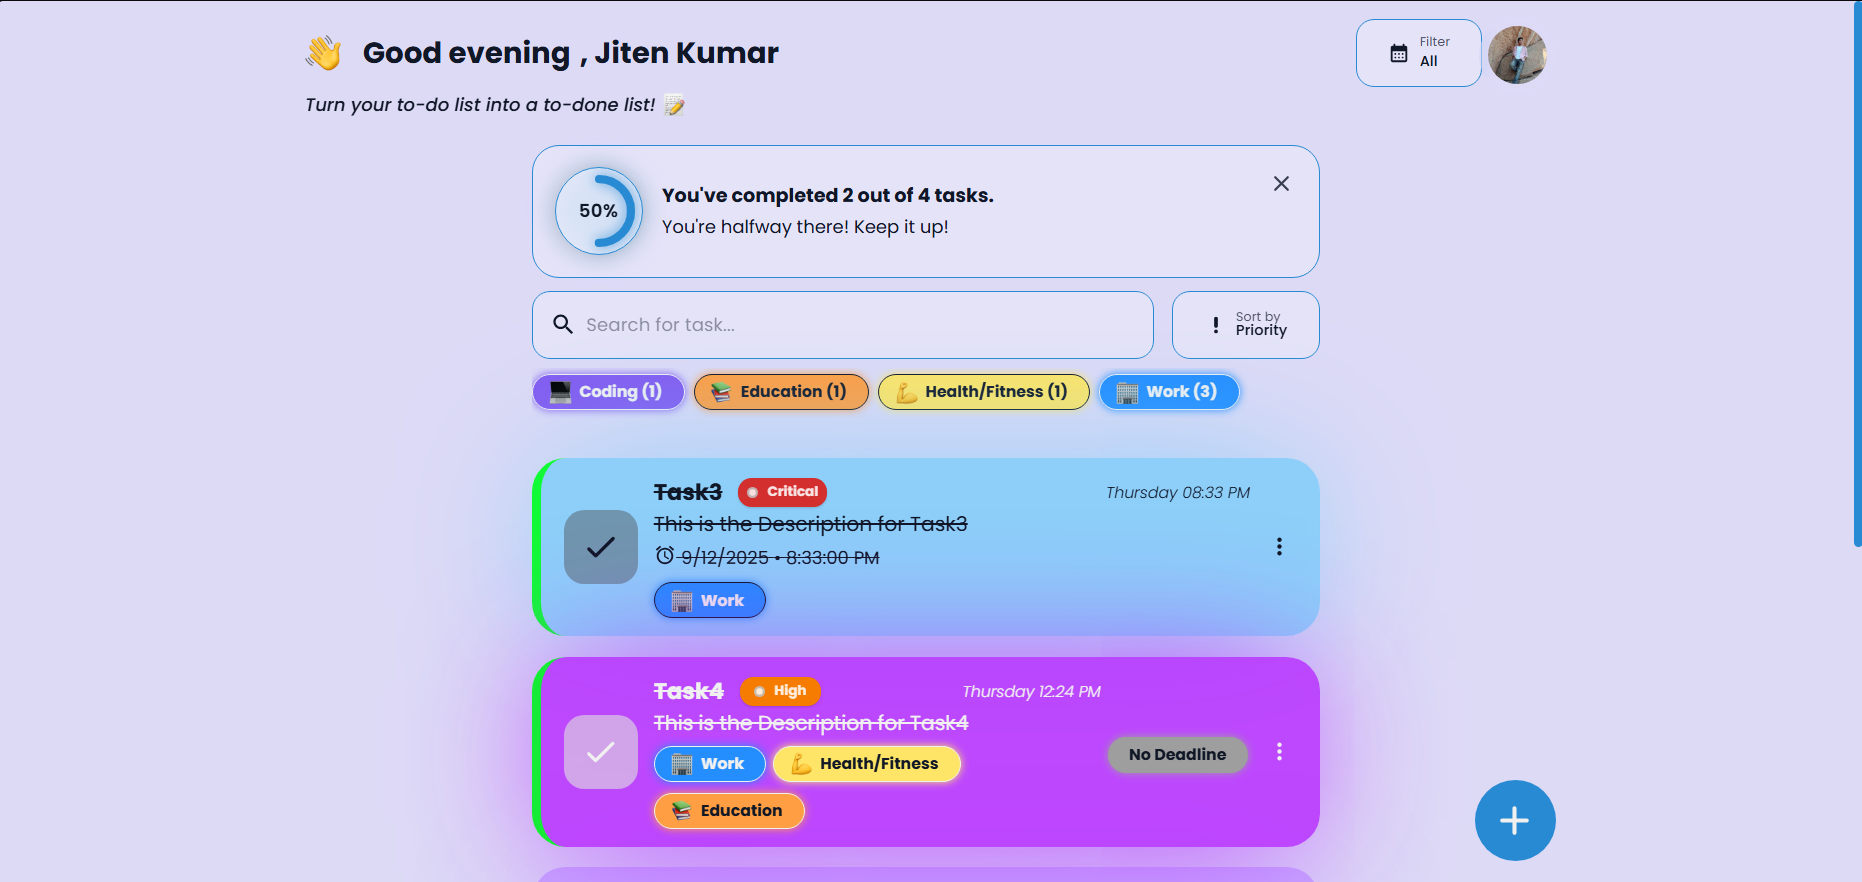 Good evening , Jiten Kumar
Filter
All
Turn your to-do list into a to-done list!
50%
You've completed 2 out of 4 tasks.
You're halfway there! Keep it up!
Search for task...
Sort by
Priority
Coding (1)
Education (1)
Health/Fitness (1)
Work (3)
Task3
Critical
Thursday 08:33 PM
This is the Description for Task3
9/12/2025 • 8:33:00 PM
Work
Task4
High
Thursday 12:24 PM
This is the Description for Task4
Work
Health/Fitness
No Deadline
Education